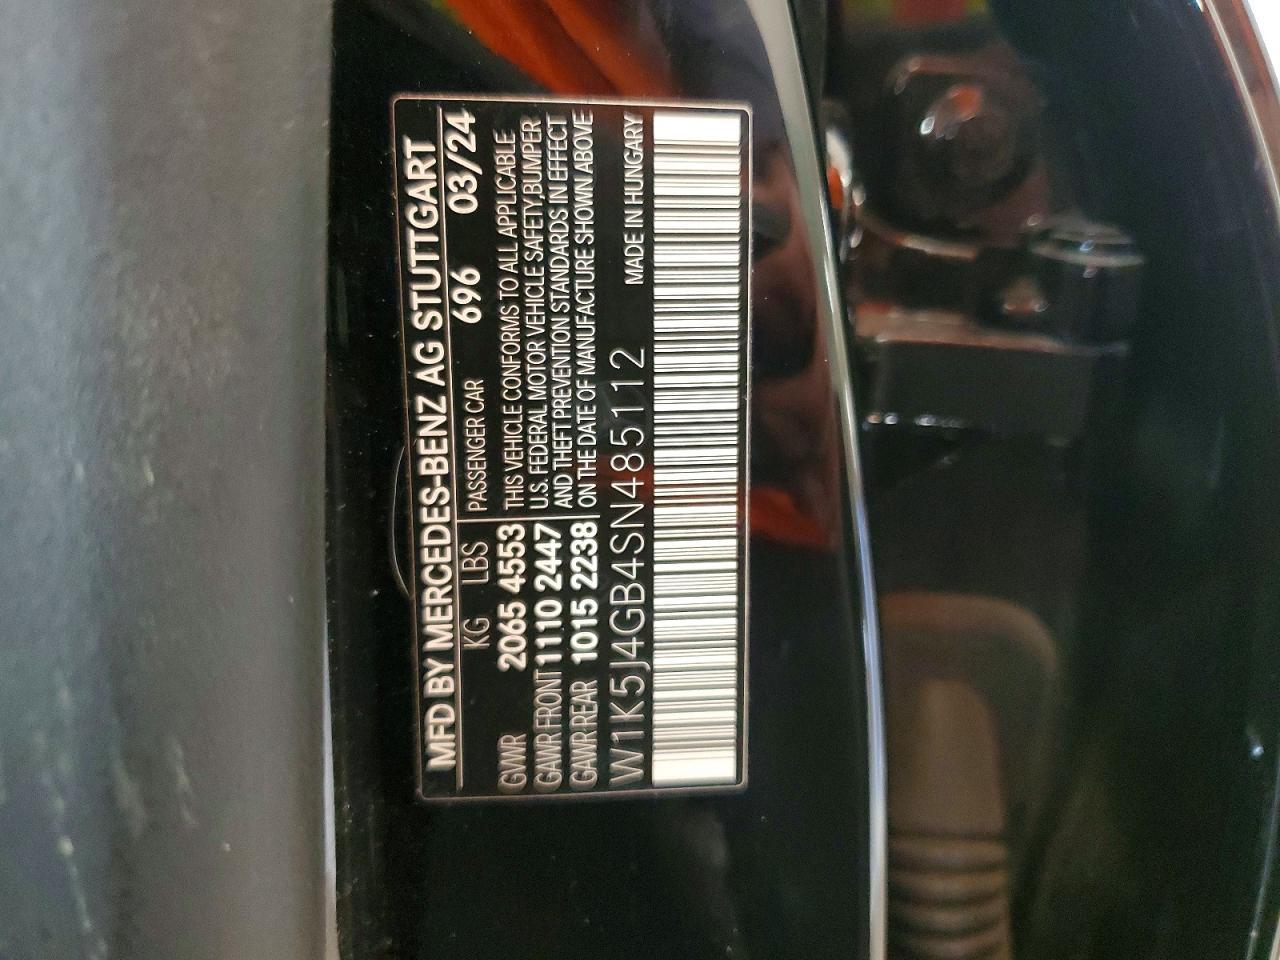 MFD BY MERCEDES-BENZ AG STUTTGART
KG LBS PASSENGER CAR 696 03/24
GVWR 2065 4553 THIS VEHICLE CONFORMS TO ALL APPLICABLE
GAWR FRONT 1110 2447 U.S. FEDERAL MOTOR VEHICLE SAFETY,BUMPER
GAWR REAR 1015 2238 AND THEFT PREVENTION STANDARDS IN EFFECT
ON THE DATE OF MANUFACTURE SHOWN ABOVE
W1K5J4GB4SN485112 MADE IN HUNGARY